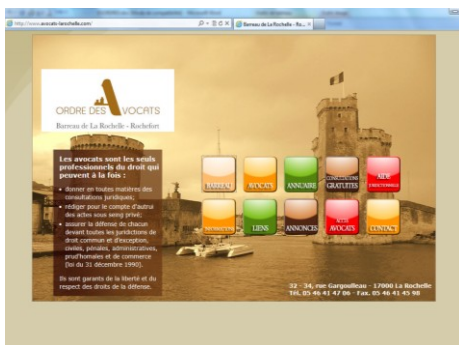 http://www.avocats-larochelle.com/
Barreau de La Rochelle - Ro...
ORDRE DES AVOCATS
Barreau de La Rochelle - Rochefort
Les avocats sont les seuls
professionnels du droit qui
peuvent à la fois :
• donner en toutes matières des
consultations juridiques;
• rédiger pour le compte d'autrui
des actes sous seing privé;
• assurer la défense de chacun
devant toutes les juridictions de
droit commun et d'exception,
civiles, pénales, administratives,
prud'homales et de commerce
(loi du 31 décembre 1990).
Ils sont garants de la liberté et du
respect des droits de la défense.
BARREAU
AVOCATS
ANNUAIRE
CONSULTATIONS
GRATUITES
AIDE
JURIDICTIONNELLE
FORMATIONS
LIENS
ANNONCES
ACCES
AVOCATS
CONTACT
32 - 34, rue Gargoulleau - 17000 La Rochelle
Tél. 05 46 41 47 06 - Fax. 05 46 41 45 98